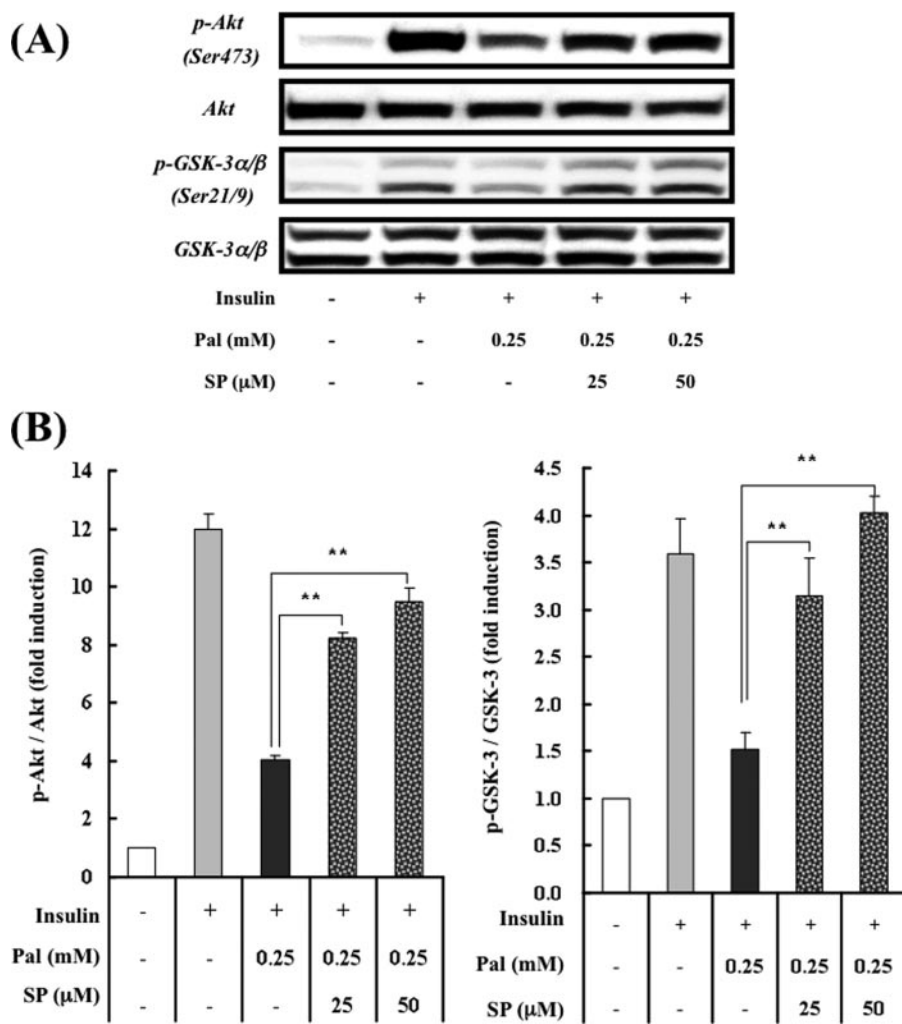 (A)
p-Akt
(Ser473)
Akt
p-GSK-3α/β
(Ser21/9)
GSK-3α/β
Insulin - + + + +
Pal (mM) - - 0.25 0.25 0.25
SP (μM) - - - 25 50
(B)
p-Akt / Akt (fold induction)
14
12
10
8
6
4
2
0
**
**
Insulin - + + + +
Pal (mM) - - 0.25 0.25 0.25
SP (μM) - - - 25 50
p-GSK-3 / GSK-3 (fold induction)
4.5
4.0
3.5
3.0
2.5
2.0
1.5
1.0
0.5
0.0
**
**
Insulin - + + + +
Pal (mM) - - 0.25 0.25 0.25
SP (μM) - - - 25 50